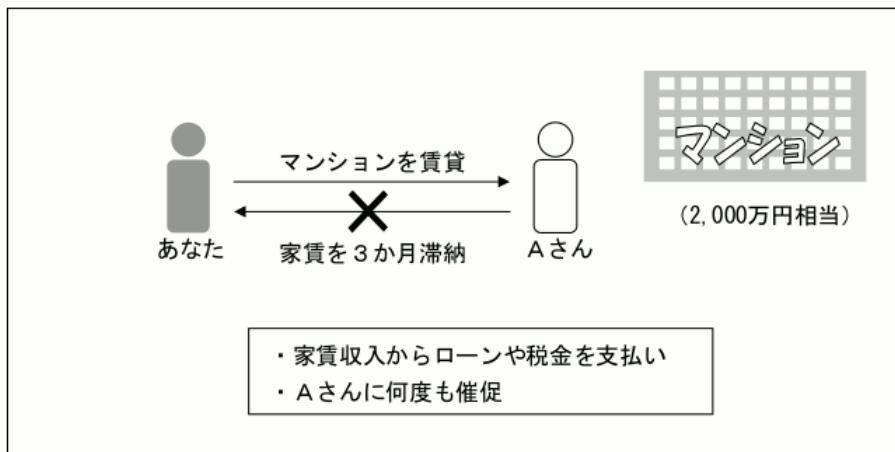 マンション
マンションを賃貸
(2,000万円相当)
あなた
家賃を3か月滞納
Aさん
・家賃収入からローンや税金を支払い
・Aさんに何度も催促